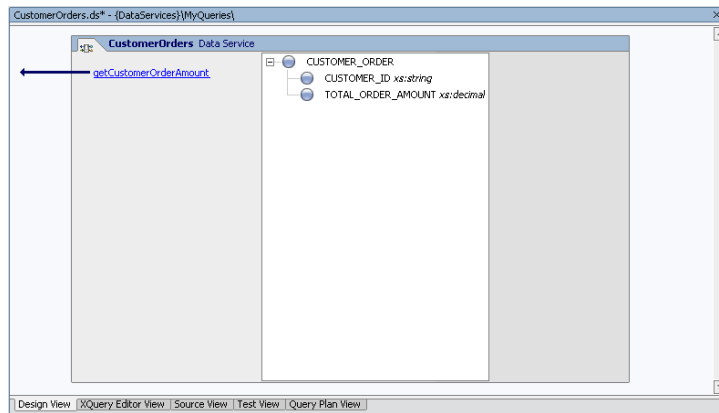 CustomerOrders.ds* - {DataServices}\MyQueries\
CustomerOrders Data Service
getCustomerOrderAmount
CUSTOMER_ORDER
CUSTOMER_ID xs:string
TOTAL_ORDER_AMOUNT xs:decimal
Design View XQuery Editor View Source View Test View Query Plan View